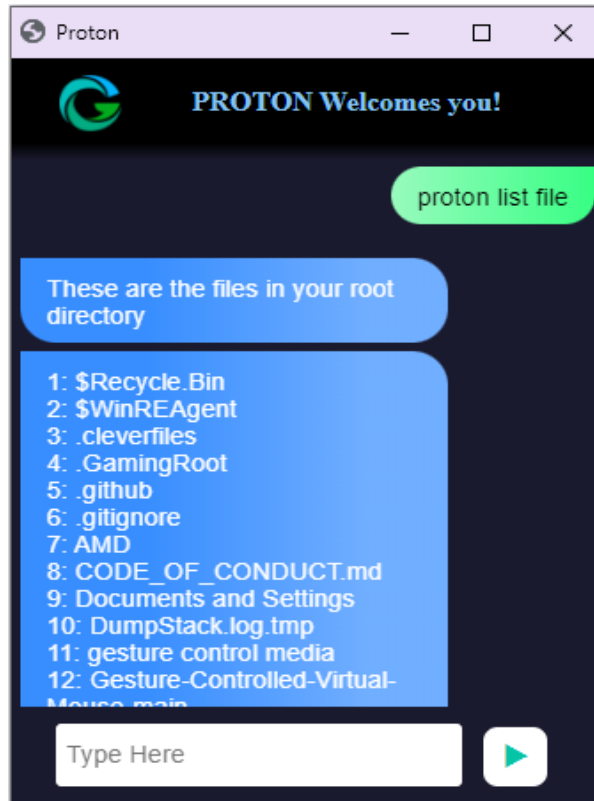 Proton
PROTON Welcomes you!
proton list file
These are the files in your root
directory
1: $Recycle.Bin
2: $WinREAgent
3: .cleverfiles
4: .GamingRoot
5: .github
6: .gitignore
7: AMD
8: CODE_OF_CONDUCT.md
9: Documents and Settings
10: DumpStack.log.tmp
11: gesture control media
12: Gesture-Controlled-Virtual-
Mouse-main
Type Here